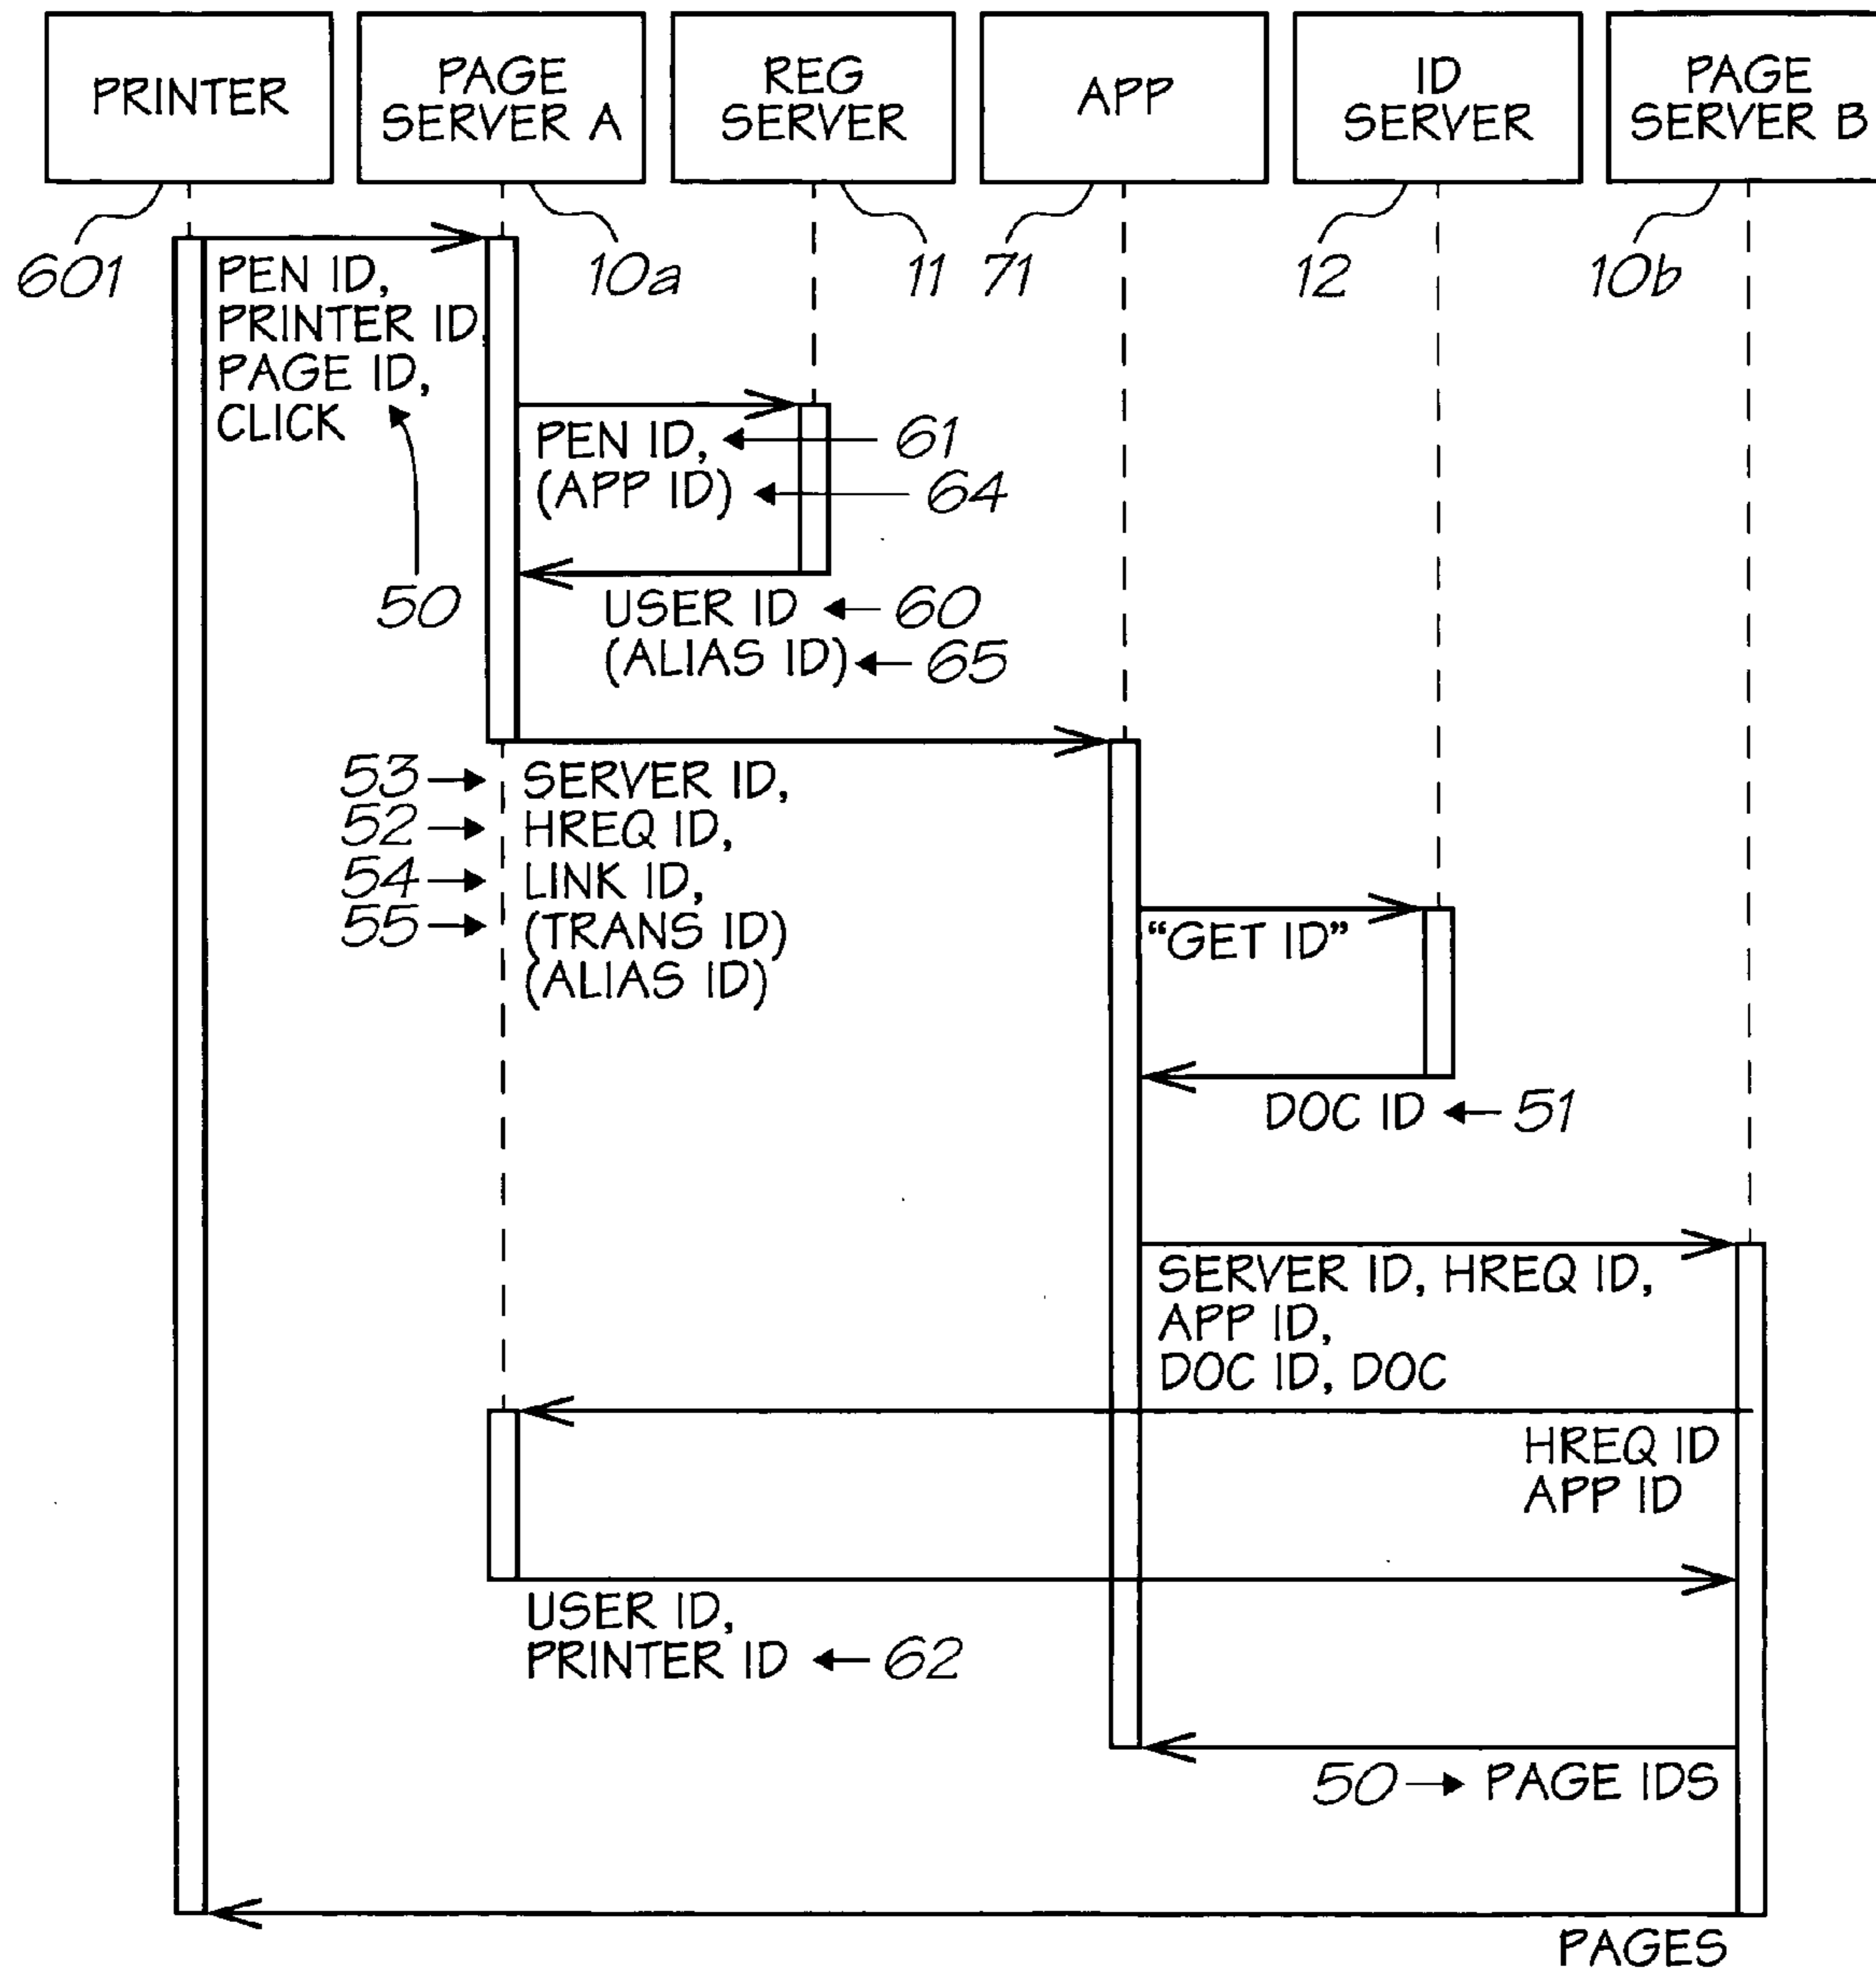 PRINTER
PAGE
SERVER A
REG
SERVER
APP
ID
SERVER
PAGE
SERVER B
601
10a
11
71
12
10b
PEN ID,
PRINTER ID
PAGE ID,
CLICK
50
PEN ID,
61
(APP ID)
64
USER ID
60
(ALIAS ID)
65
53
SERVER ID,
52
HREQ ID,
54
LINK ID,
55
(TRANS ID)
(ALIAS ID)
“GET ID”
DOC ID
51
SERVER ID, HREQ ID,
APP ID,
DOC ID, DOC
HREQ ID
APP ID
USER ID,
PRINTER ID
62
50
PAGE IDS
PAGES